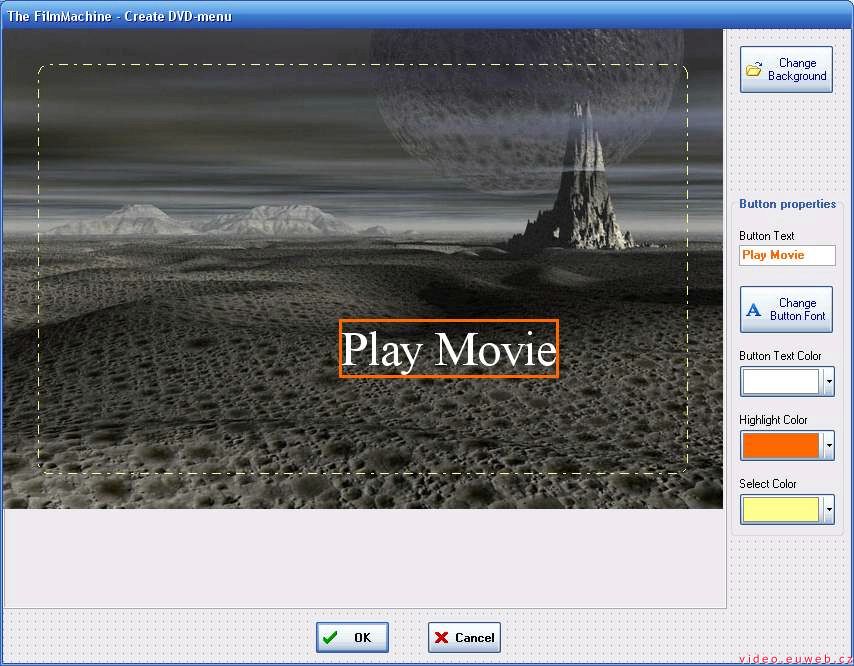 The FilmMachine - Create DVD-menu
Change
Background
Button properties
Button Text
Play Movie
Change
Button Font
Play Movie
Button Text Color
Highlight Color
Select Color
OK
Cancel
video.euweb.cz